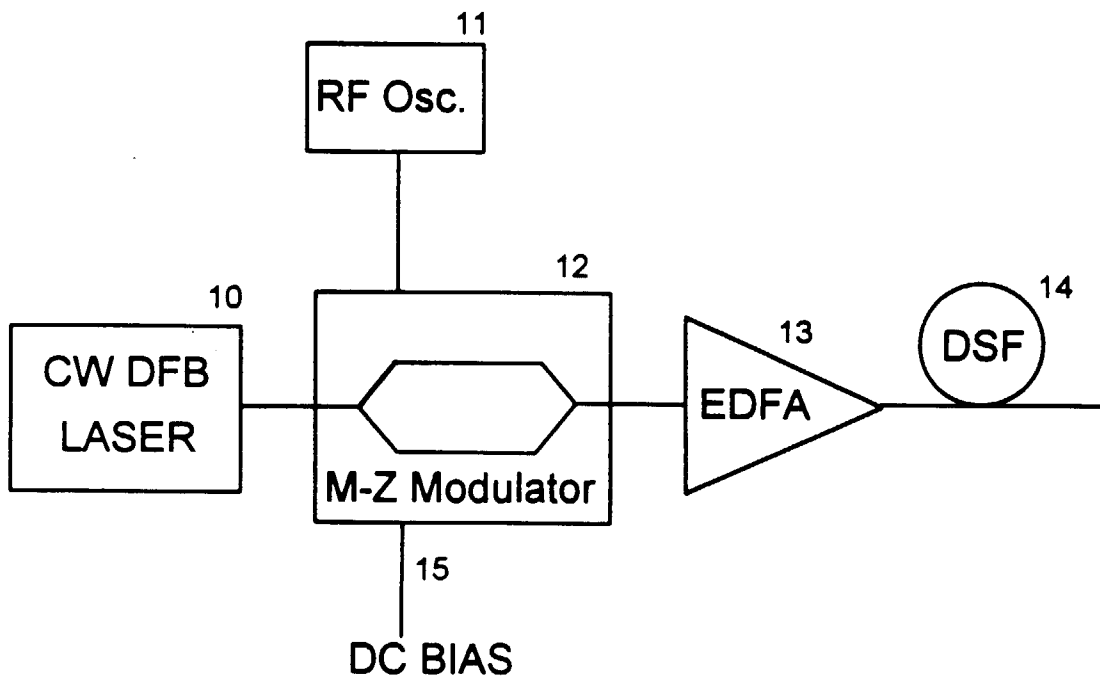 11
RF Osc.
12
10
14
CW DFB
LASER
13
DSF
EDFA
M-Z Modulator
15
DC BIAS